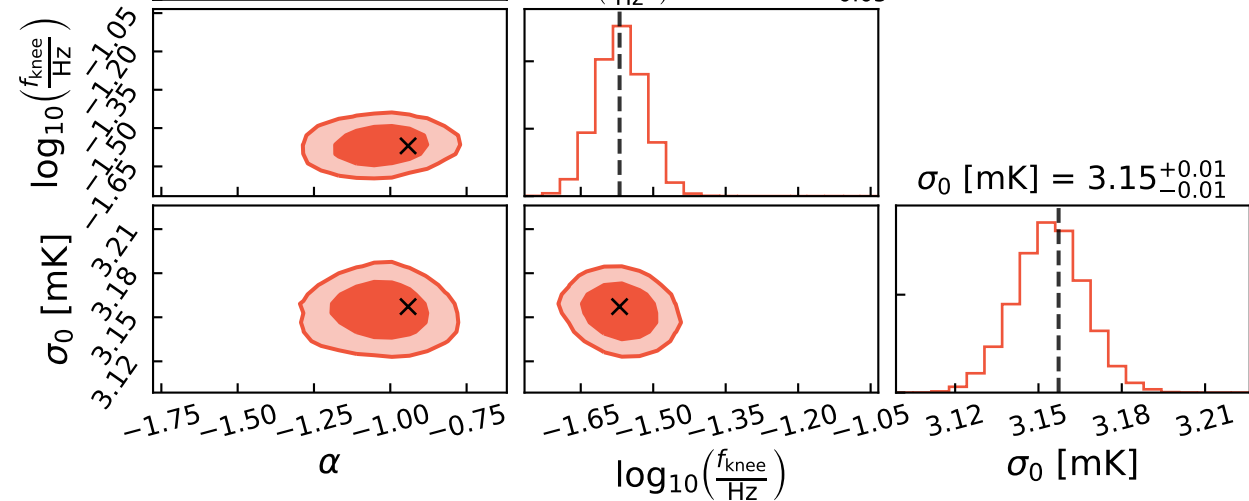 log₁₀(f_knee/Hz)
−1.05
−1.20
−1.35
−1.50
−1.65
σ₀ [mK] = 3.15^{+0.01}_{−0.01}
σ₀ [mK]
3.21
3.18
3.15
3.12
−1.75 −1.50 −1.25 −1.00 −0.75
−1.65 −1.50 −1.35 −1.20 −1.05
3.12 3.15 3.18 3.21
α
log₁₀(f_knee/Hz)
σ₀ [mK]